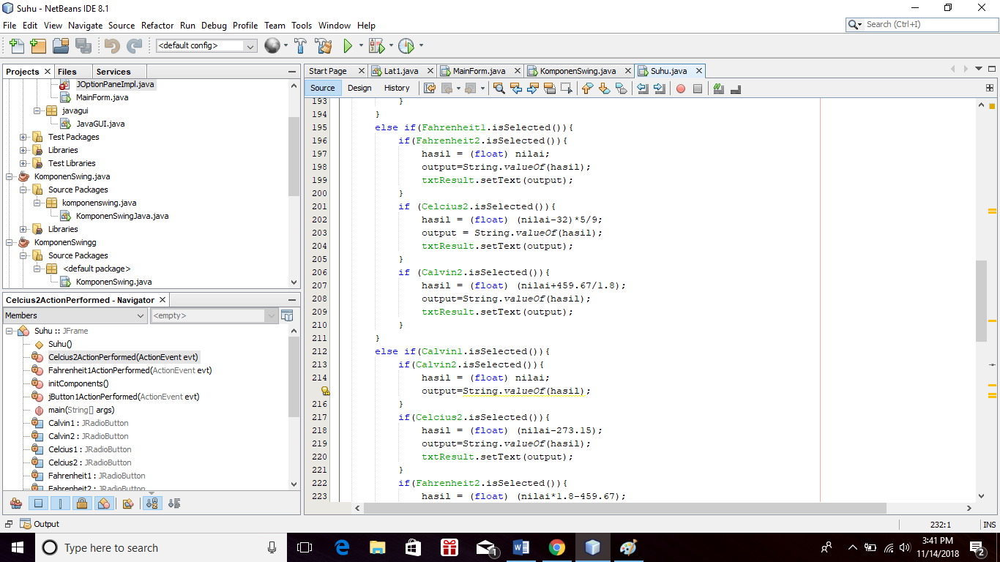 Suhu - NetBeans IDE 8.1
File Edit View Navigate Source Refactor Run Debug Profile Team Tools Window Help
Search (Ctrl+I)
<default config>
Projects Files Services
JOptionPaneImpl.java
MainForm.java
javagui
JavaGUI.java
Test Packages
Libraries
Test Libraries
KomponenSwing.java
Source Packages
komponenswing.java
KomponenSwingJava.java
Libraries
KomponenSwingg
Source Packages
<default package>
KomponenSwing.java
Celcius2ActionPerformed - Navigator
Members <empty>
Suhu :: JFrame
Suhu()
Celcius2ActionPerformed(ActionEvent evt)
Fahrenheit1ActionPerformed(ActionEvent evt)
initComponents()
jButton1ActionPerformed(ActionEvent evt)
main(String[] args)
Calvin1 : JRadioButton
Calvin2 : JRadioButton
Celcius1 : JRadioButton
Celcius2 : JRadioButton
Fahrenheit1 : JRadioButton
Fahrenheit2 : JRadioButton
Start Page Lat1.java MainForm.java KomponenSwing.java Suhu.java
Source Design History
193 }
194 }
195 else if(Fahrenheit1.isSelected()){
196 if(Fahrenheit2.isSelected()){
197 hasil = (float) nilai;
198 output=String.valueOf(hasil);
199 txtResult.setText(output);
200 }
201 if (Celcius2.isSelected()){
202 hasil = (float) (nilai-32)*5/9;
203 output = String.valueOf(hasil);
204 txtResult.setText(output);
205 }
206 if (Calvin2.isSelected()){
207 hasil = (float) (nilai+459.67/1.8);
208 output=String.valueOf(hasil);
209 txtResult.setText(output);
210 }
211 }
212 else if(Calvin1.isSelected()){
213 if(Calvin2.isSelected()){
214 hasil = (float) nilai;
output=String.valueOf(hasil);
216 }
217 if(Celcius2.isSelected()){
218 hasil = (float) (nilai-273.15);
219 output=String.valueOf(hasil);
220 txtResult.setText(output);
221 }
222 if(Fahrenheit2.isSelected()){
223 hasil = (float) (nilai*1.8-459.67);
Output
232:1 INS
Type here to search
1
3:41 PM
11/14/2018
2